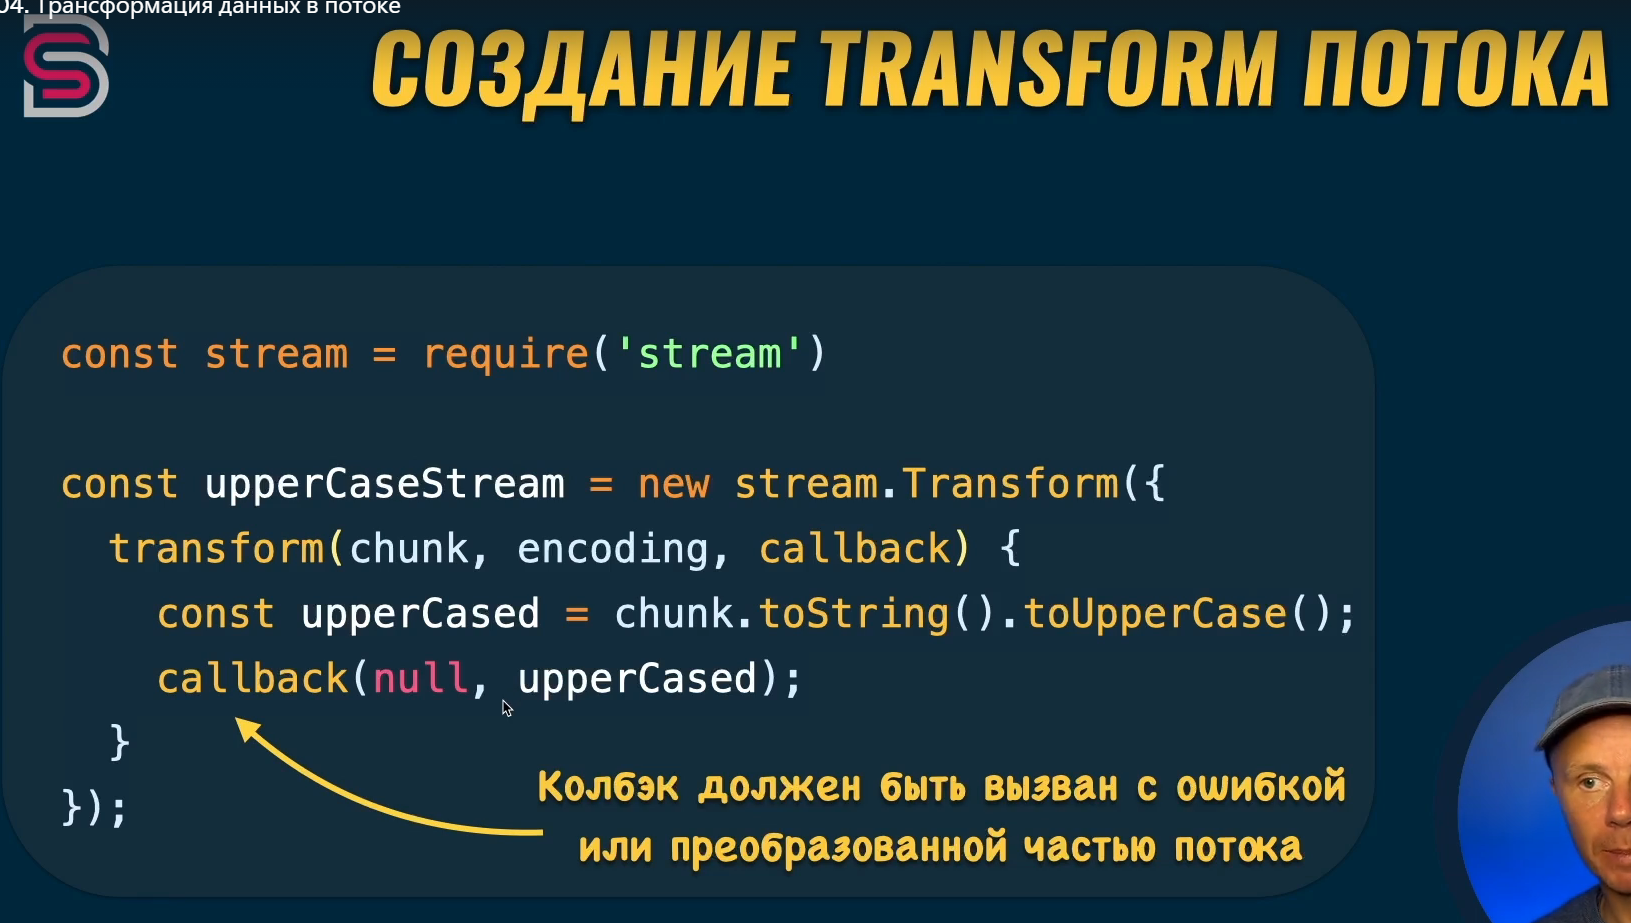 04. Трансформация данных в потоке
СОЗДАНИЕ TRANSFORM ПОТОКА
const stream = require('stream')
const upperCaseStream = new stream.Transform({
transform(chunk, encoding, callback) {
const upperCased = chunk.toString().toUpperCase();
callback(null, upperCased);
}
});
Колбэк должен быть вызван с ошибкой
или преобразованной частью потока